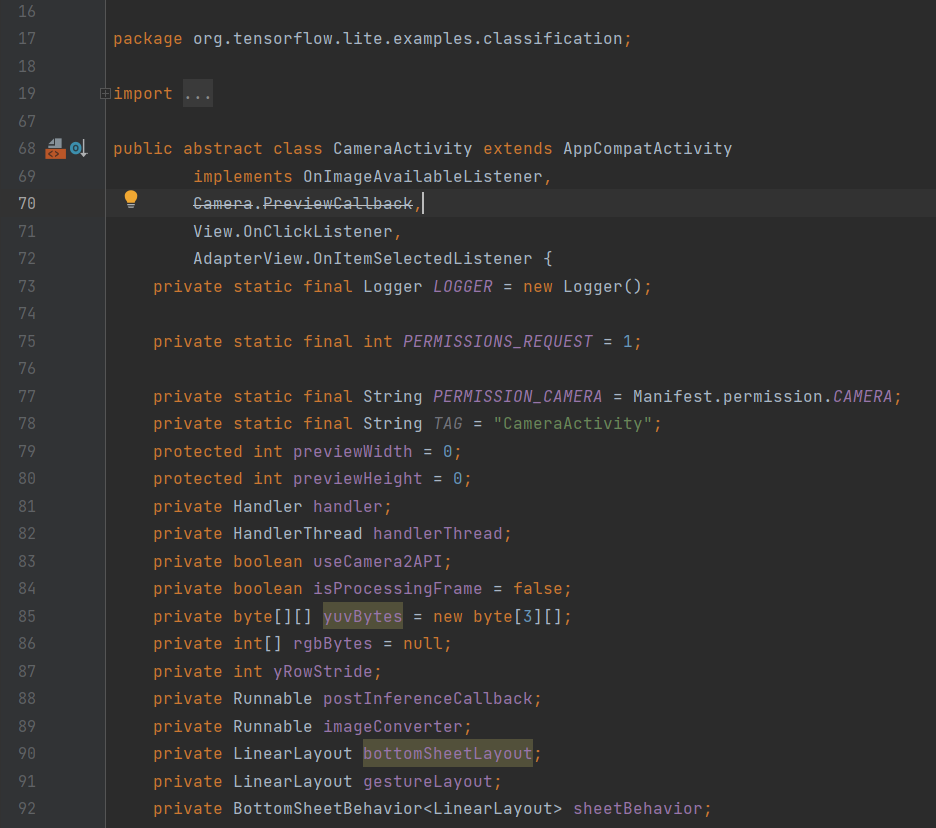 16
17 package org.tensorflow.lite.examples.classification;
18
19 import ...
67
68 public abstract class CameraActivity extends AppCompatActivity
69 implements OnImageAvailableListener,
70 Camera.PreviewCallback,
71 View.OnClickListener,
72 AdapterView.OnItemSelectedListener {
73 private static final Logger LOGGER = new Logger();
74
75 private static final int PERMISSIONS_REQUEST = 1;
76
77 private static final String PERMISSION_CAMERA = Manifest.permission.CAMERA;
78 private static final String TAG = "CameraActivity";
79 protected int previewWidth = 0;
80 protected int previewHeight = 0;
81 private Handler handler;
82 private HandlerThread handlerThread;
83 private boolean useCamera2API;
84 private boolean isProcessingFrame = false;
85 private byte[][] yuvBytes = new byte[3][];
86 private int[] rgbBytes = null;
87 private int yRowStride;
88 private Runnable postInferenceCallback;
89 private Runnable imageConverter;
90 private LinearLayout bottomSheetLayout;
91 private LinearLayout gestureLayout;
92 private BottomSheetBehavior<LinearLayout> sheetBehavior;